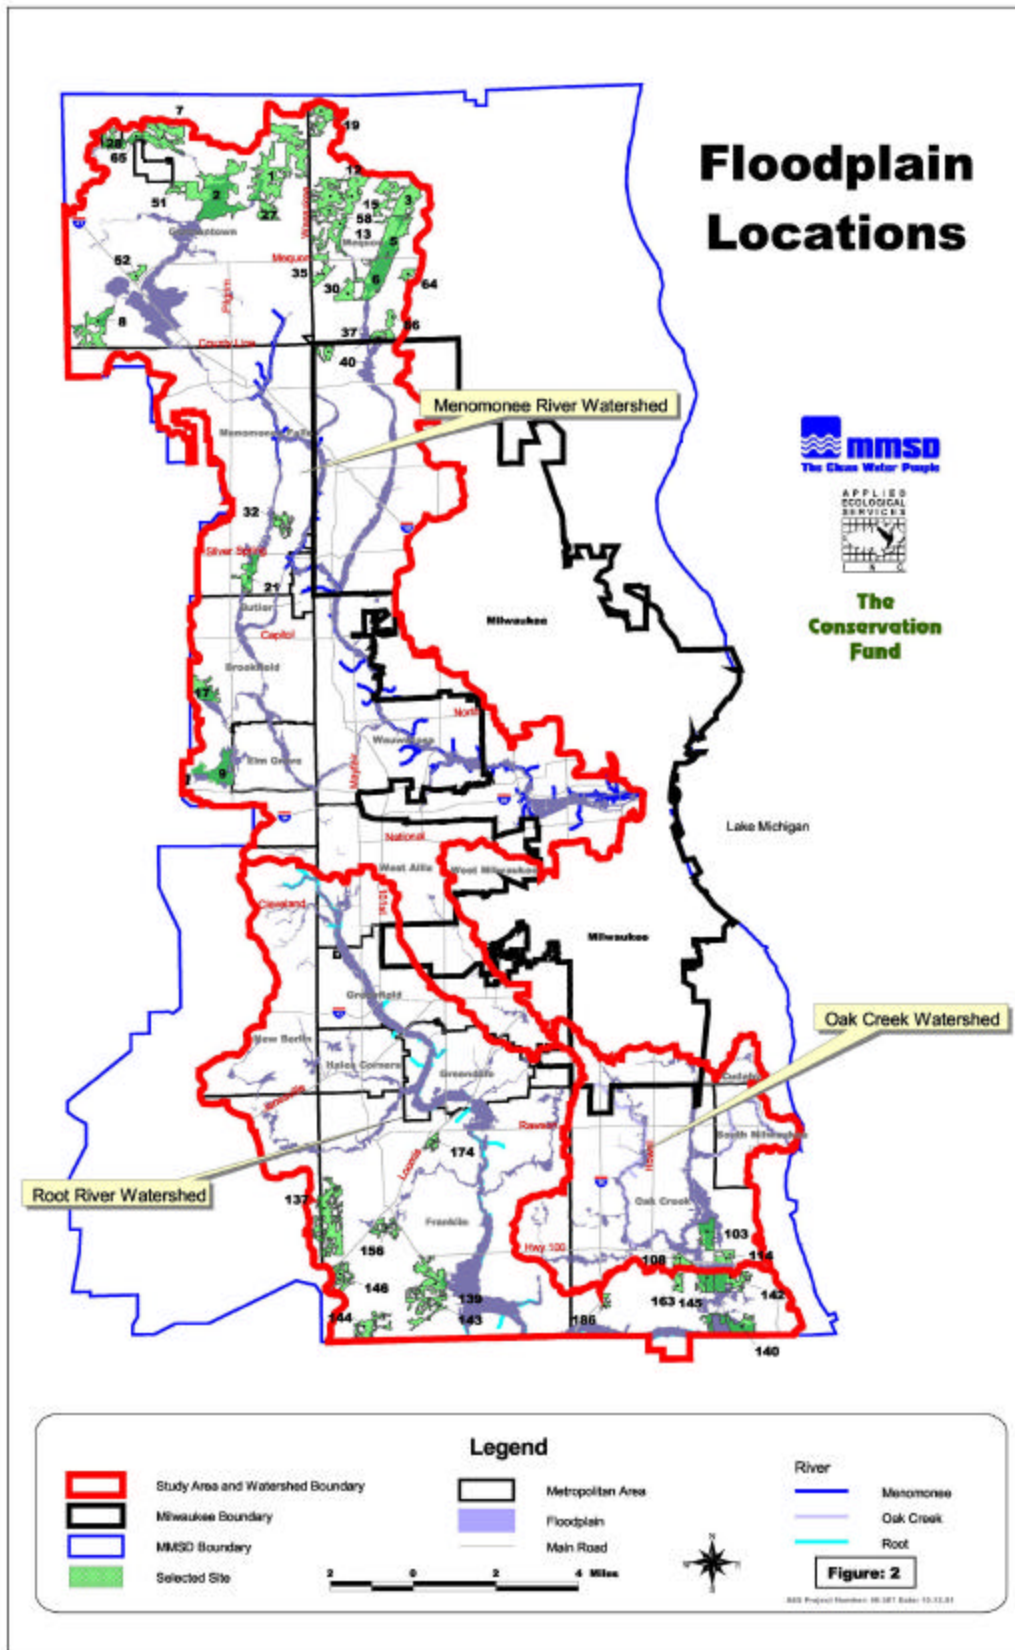 Floodplain
Locations
7
19
28
65
12
1
2
15
3
51
58
27
13
Waukesha
Germantown
Mequon
5
Mequon
52
35
6
64
30
Pilgrim
8
37
86
County Line
40
Menomonee River Watershed
Menomonee Falls
mmsd
The Clean Water People
APPLIED
ECOLOGICAL
SERVICES
I N C.
32
Silver Spring
21
Butler
The
Conservation
Fund
Milwaukee
Capitol
Brookfield
17
North
Wauwatosa
Elm Grove
Mayfair
9
Lake Michigan
National
West Allis
West Milwaukee
Cleveland
101st
Milwaukee
Greenfield
Oak Creek Watershed
New Berlin
Hales Corners
Greendale
Cudahy
Rawson
South Milwaukee
Howell
174
Loomis
Root River Watershed
137
Oak Creek
Franklin
103
156
Hwy 100
108
114
146
139
163
145
142
144
143
186
140
Legend
Study Area and Watershed Boundary
Milwaukee Boundary
MMSD Boundary
Selected Site
Metropolitan Area
Floodplain
Main Road
2 0 2 4 Miles
N
W E
S
River
Menomonee
Oak Creek
Root
Figure: 2